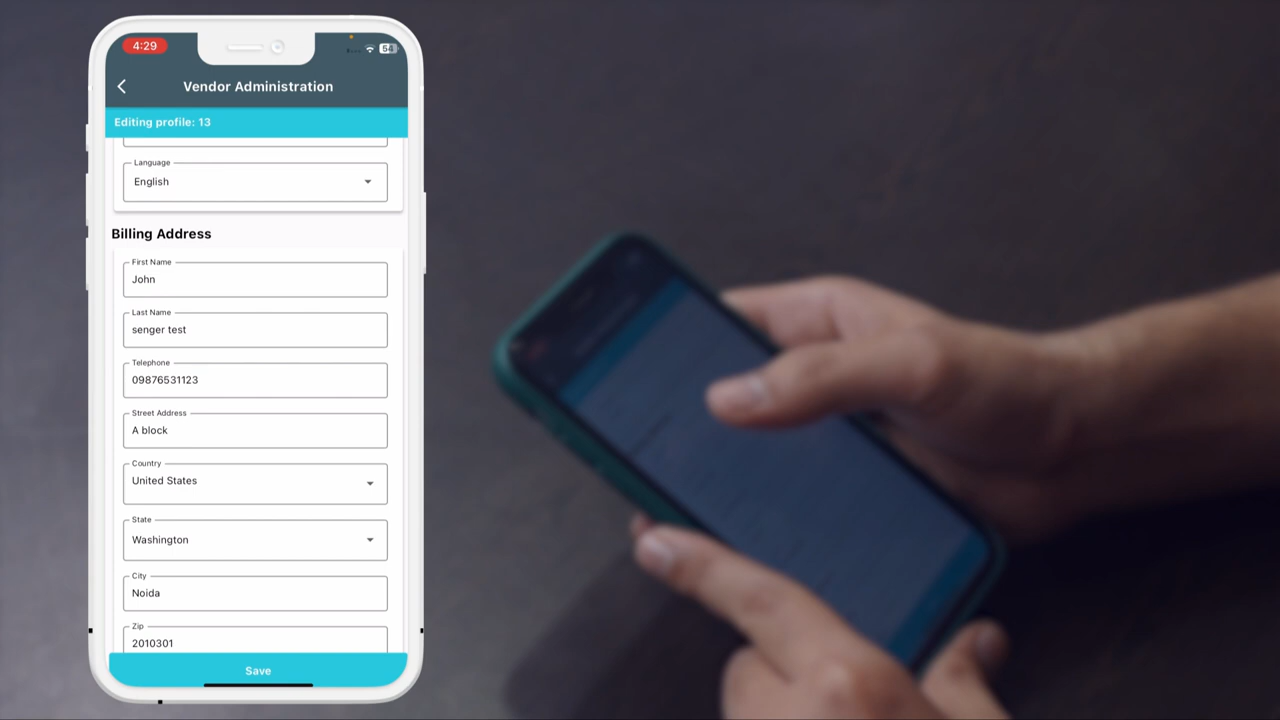 4:29
54
Vendor Administration
Editing profile: 13
Language
English
Billing Address
First Name
John
Last Name
senger test
Telephone
09876531123
Street Address
A block
Country
United States
State
Washington
City
Noida
Zip
2010301
Save